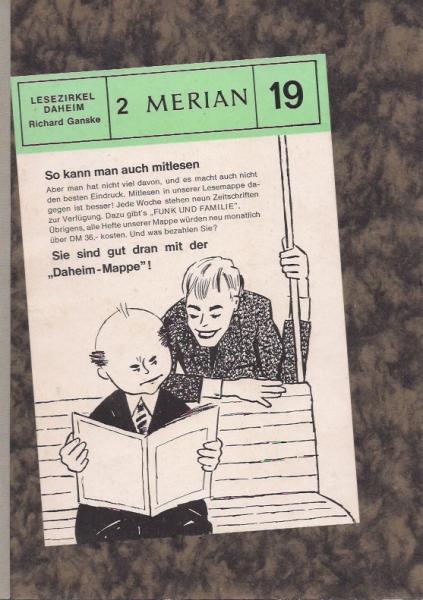 LESEZIRKEL
DAHEIM
Richard Ganske
2 MERIAN
19
So kann man auch mitlesen
Aber man hat nicht viel davon, und es macht auch nicht
den besten Eindruck. Mitlesen in unserer Lesemappe da-
gegen ist besser! Jede Woche stehen neun Zeitschriften
zur Verfügung. Dazu gibt's „FUNK UND FAMILIE".
Übrigens, alle Hefte unserer Mappe würden neu monatlich
über DM 36,- kosten. Und was bezahlen Sie?
Sie sind gut dran mit der
„Daheim-Mappe"!